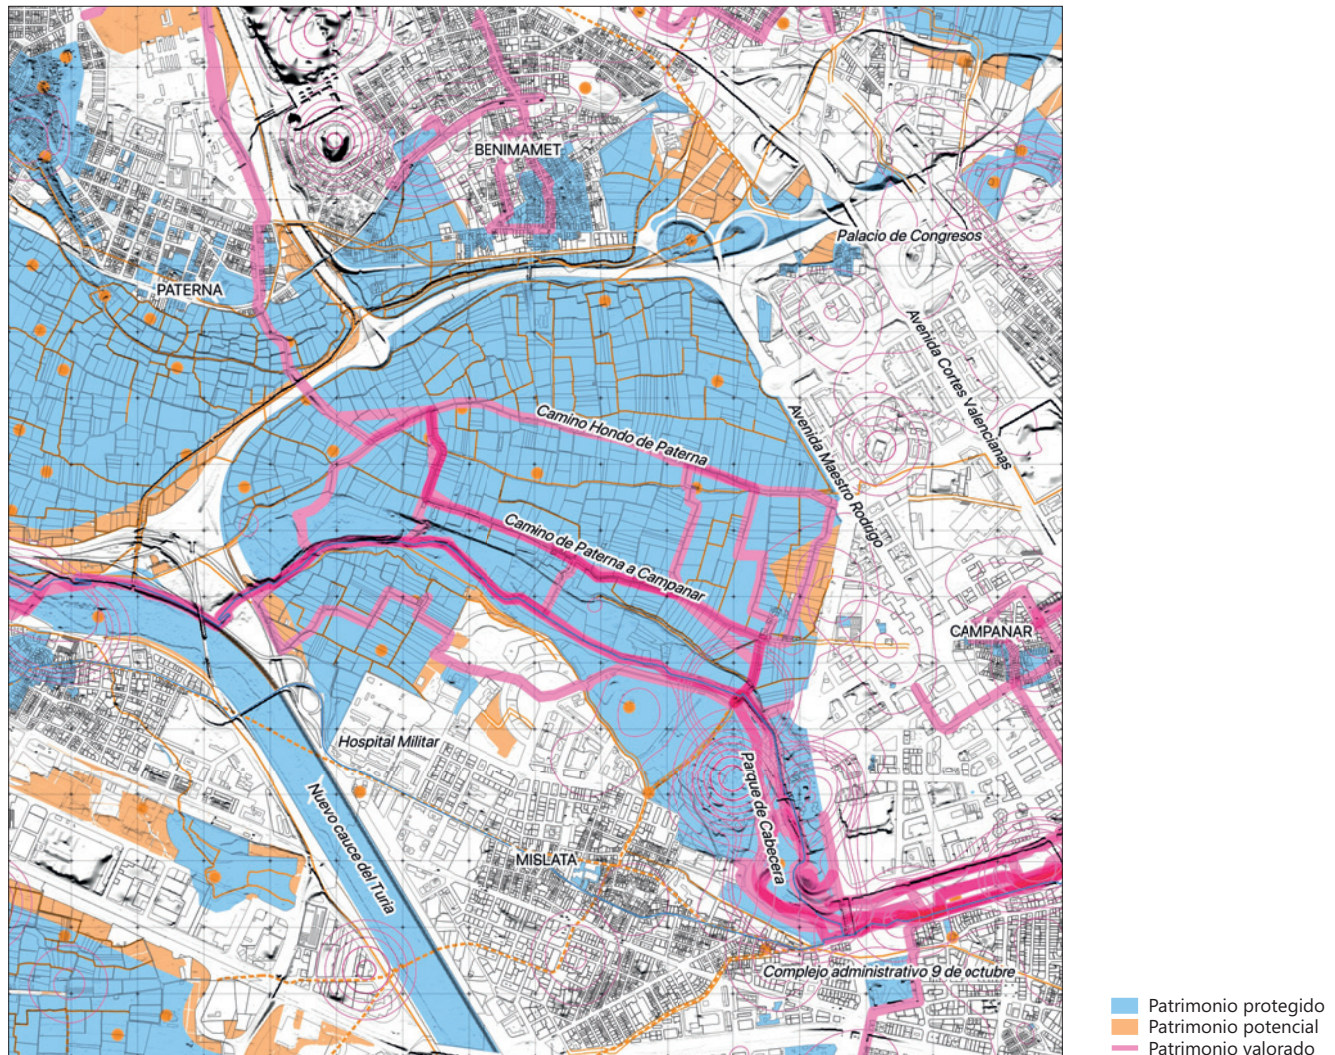 BENIMAMET
Palacio de Congresos
PATERNA
Avenida Cortes Valencianas
Camino Hondo de Paterna
Avenida Maestro Rodrigo
Camino de Paterna a Campanar
CAMPANAR
Hospital Militar
Parque de Cabecera
Nuevo cauce del Turia
MISLATA
Complejo administrativo 9 de octubre
Patrimonio protegido
Patrimonio potencial
Patrimonio valorado